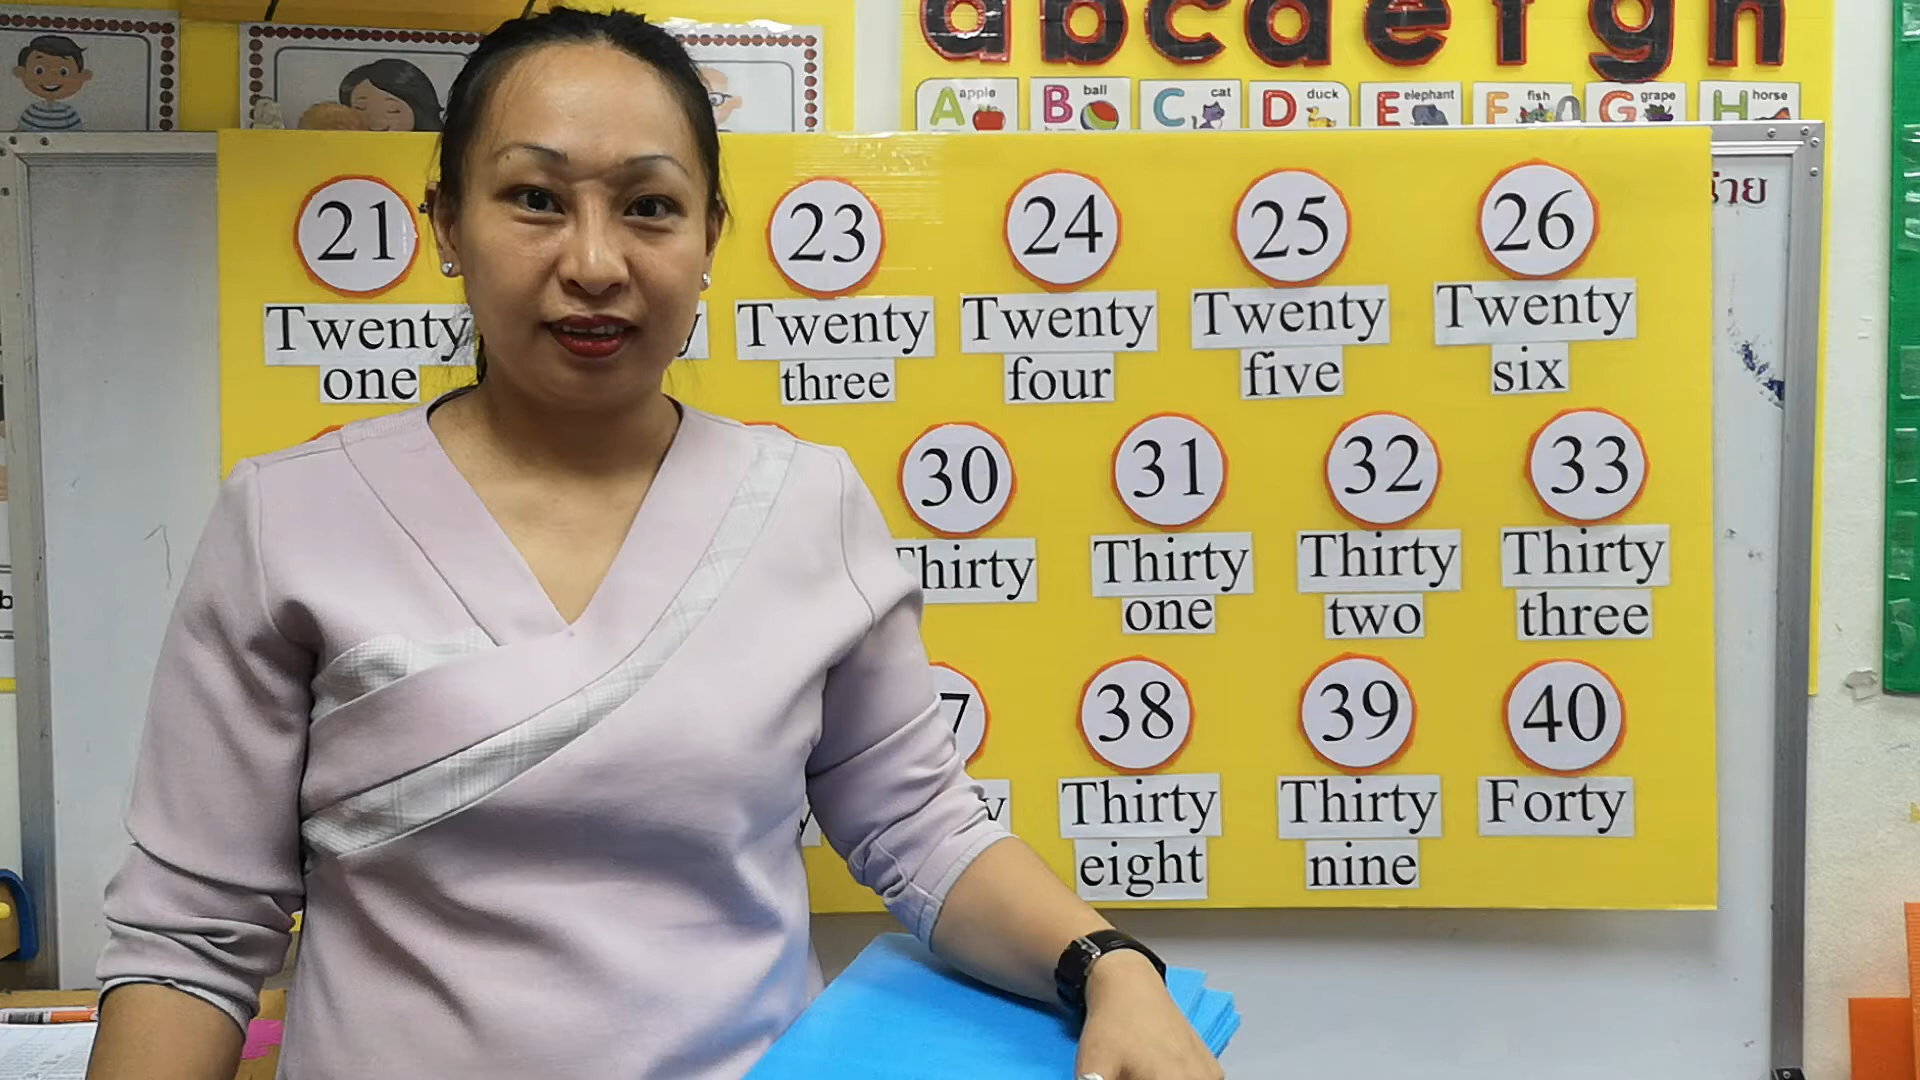 a b c d e f g h
A apple B ball C cat D duck E elephant F fish G grape H horse
21 23 24 25 26
Twenty Twenty Twenty Twenty Twenty
one three four five six
30 31 32 33
Thirty Thirty Thirty Thirty
one two three
38 39 40
Thirty Thirty Forty
eight nine